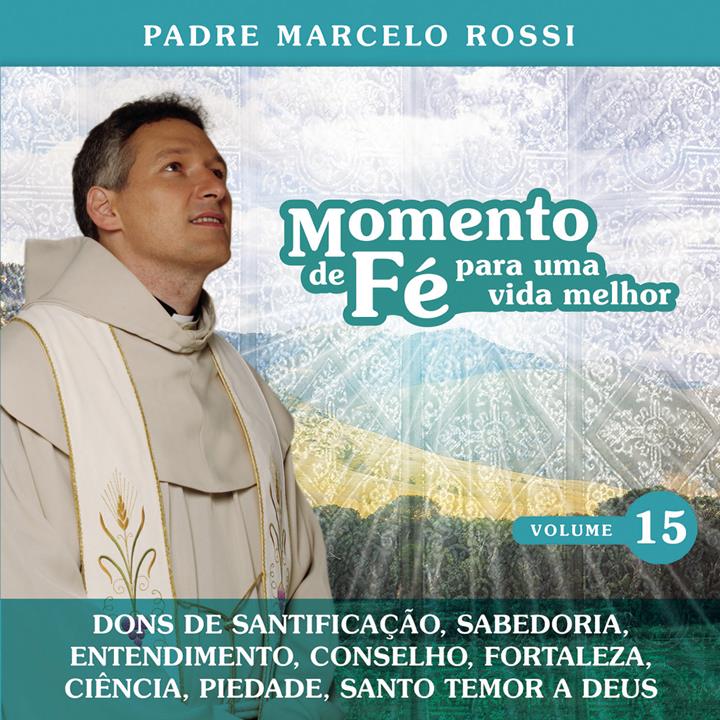 PADRE MARCELO ROSSI
Momento
de Fé para uma
vida melhor
VOLUME 15
DONS DE SANTIFICAÇÃO, SABEDORIA,
ENTENDIMENTO, CONSELHO, FORTALEZA,
CIÊNCIA, PIEDADE, SANTO TEMOR A DEUS